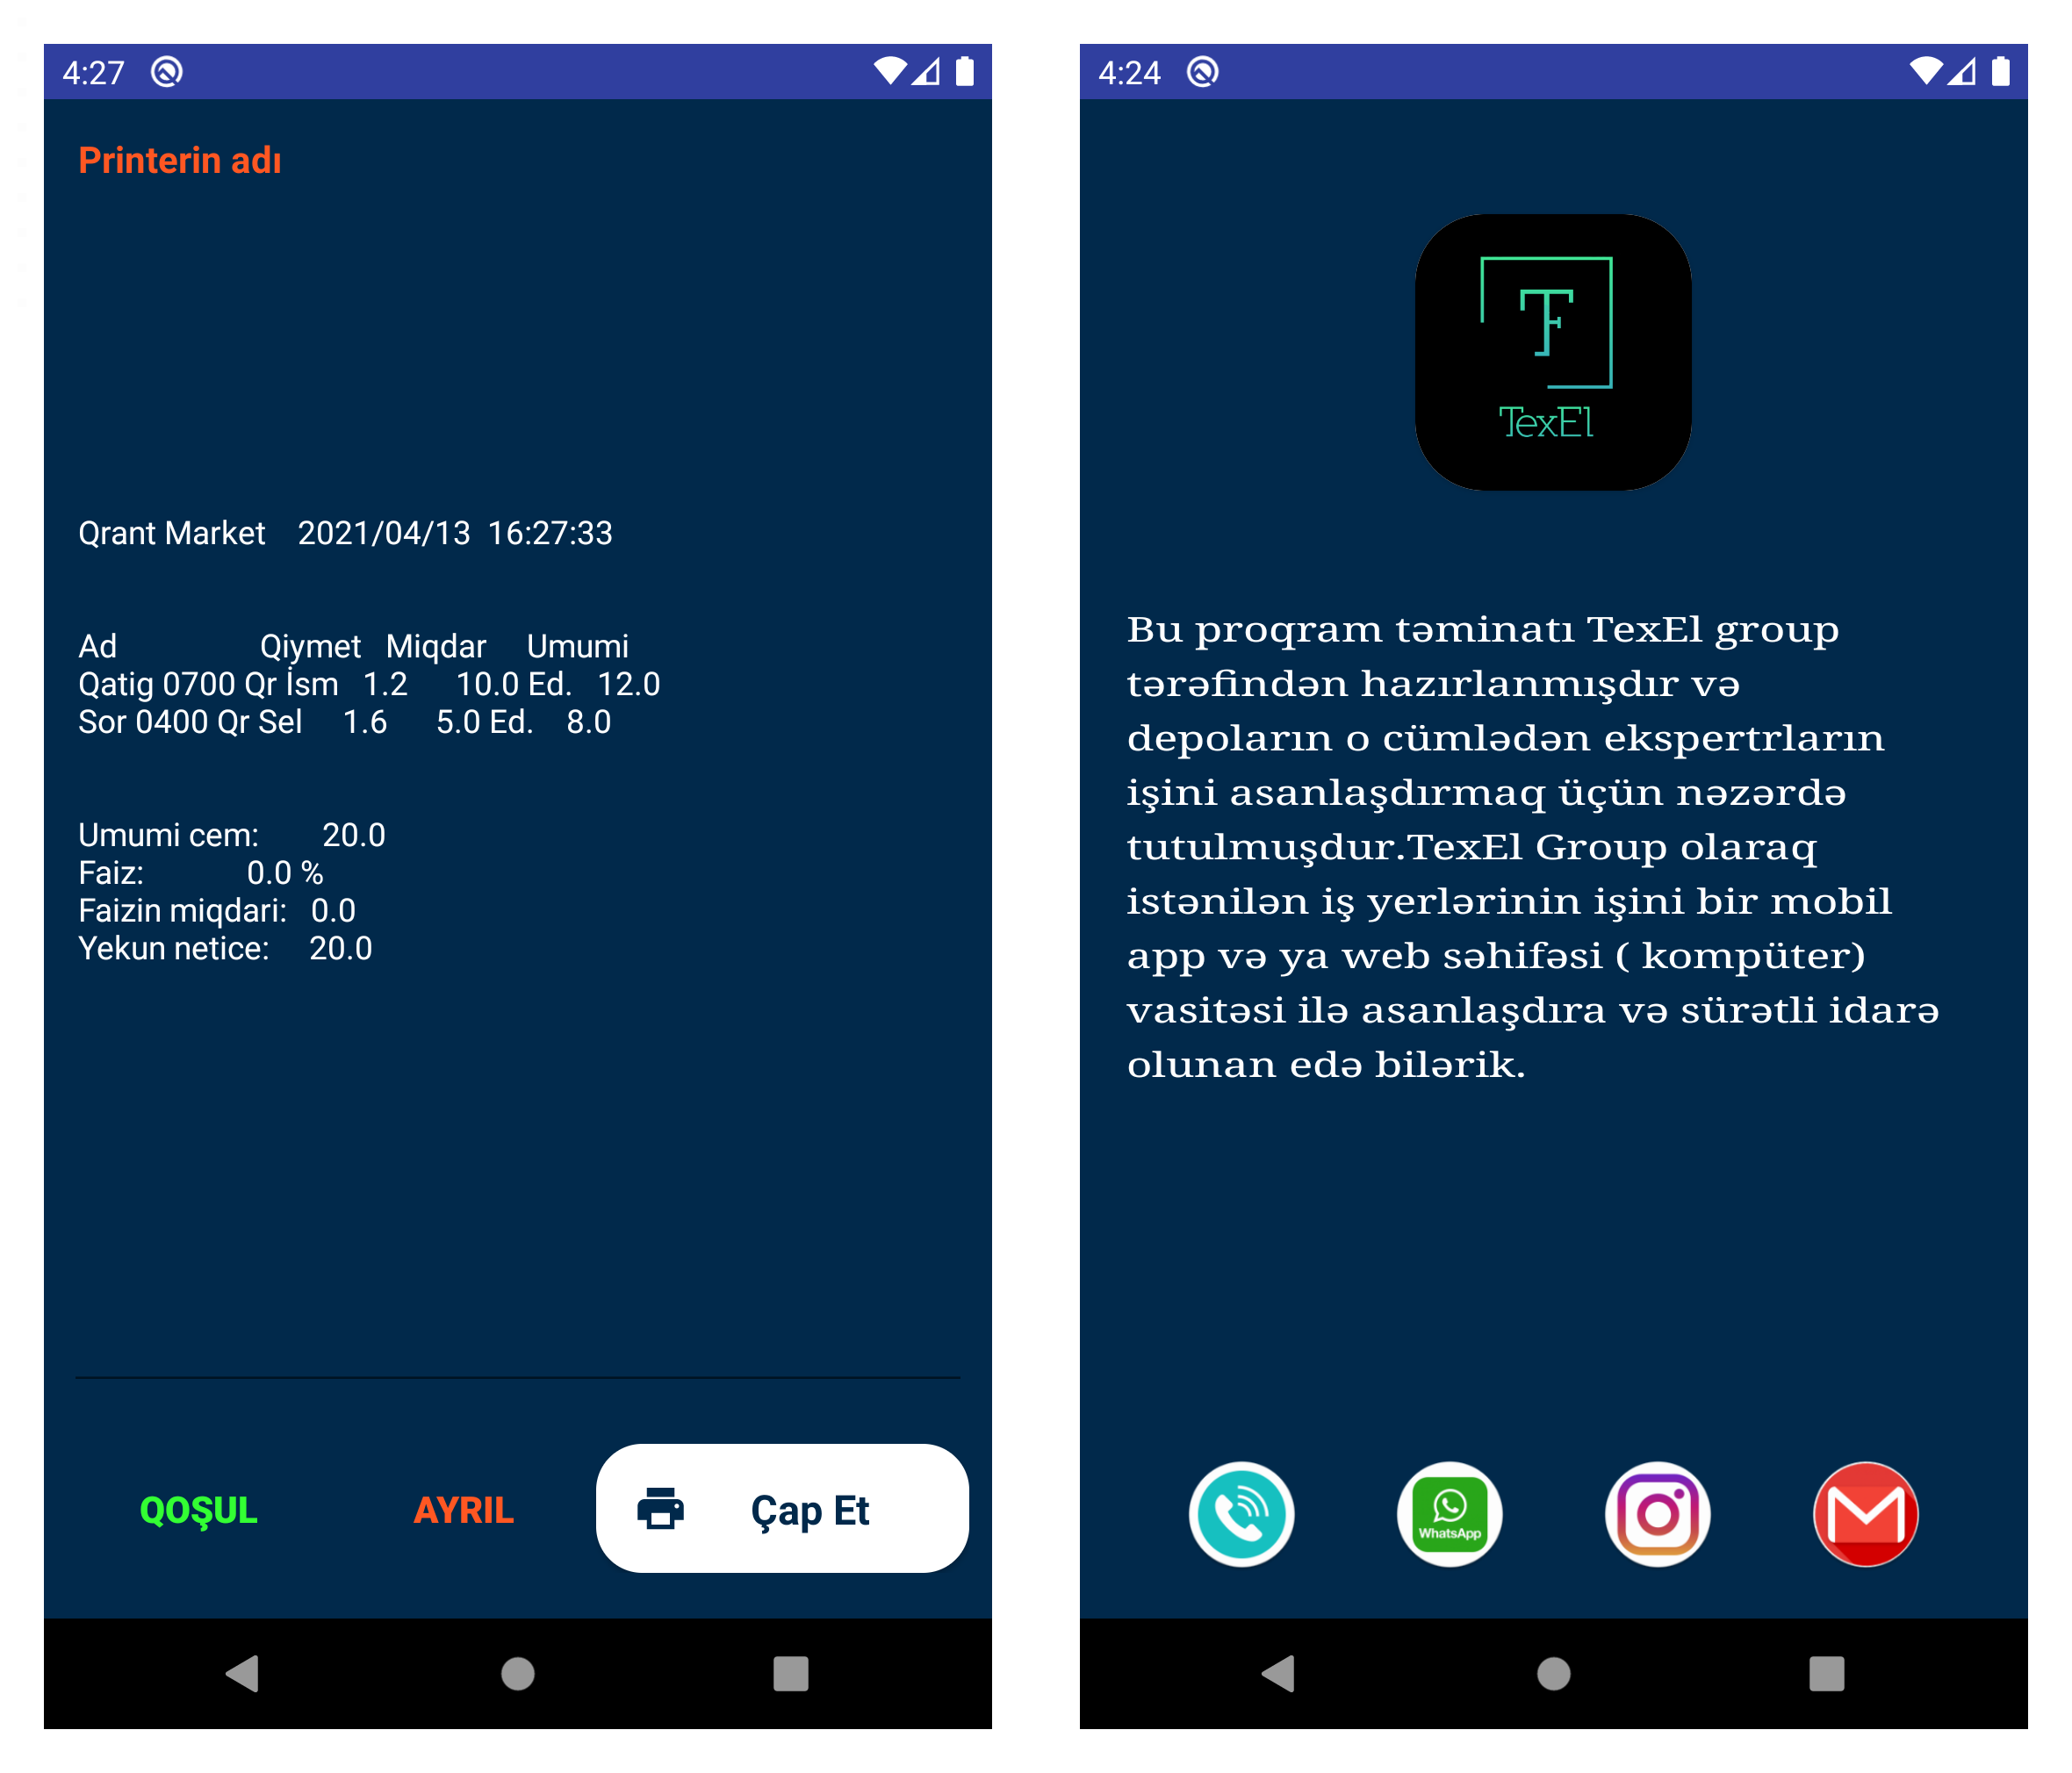 4:27
Printerin adı
Qrant Market 2021/04/13 16:27:33
Ad Qiymet Miqdar Umumi
Qatig 0700 Qr İsm 1.2 10.0 Ed. 12.0
Sor 0400 Qr Sel 1.6 5.0 Ed. 8.0
Umumi cem: 20.0
Faiz: 0.0 %
Faizin miqdari: 0.0
Yekun netice: 20.0
QOŞUL AYRIL Çap Et
4:24
TexEl
Bu proqram təminatı TexEl group
tərəfindən hazırlanmışdır və
depoların o cümlədən ekspertrların
işini asanlaşdırmaq üçün nəzərdə
tutulmuşdur.TexEl Group olaraq
istənilən iş yerlərinin işini bir mobil
app və ya web səhifəsi ( kompüter)
vasitəsi ilə asanlaşdıra və sürətli idarə
olunan edə bilərik.
WhatsApp